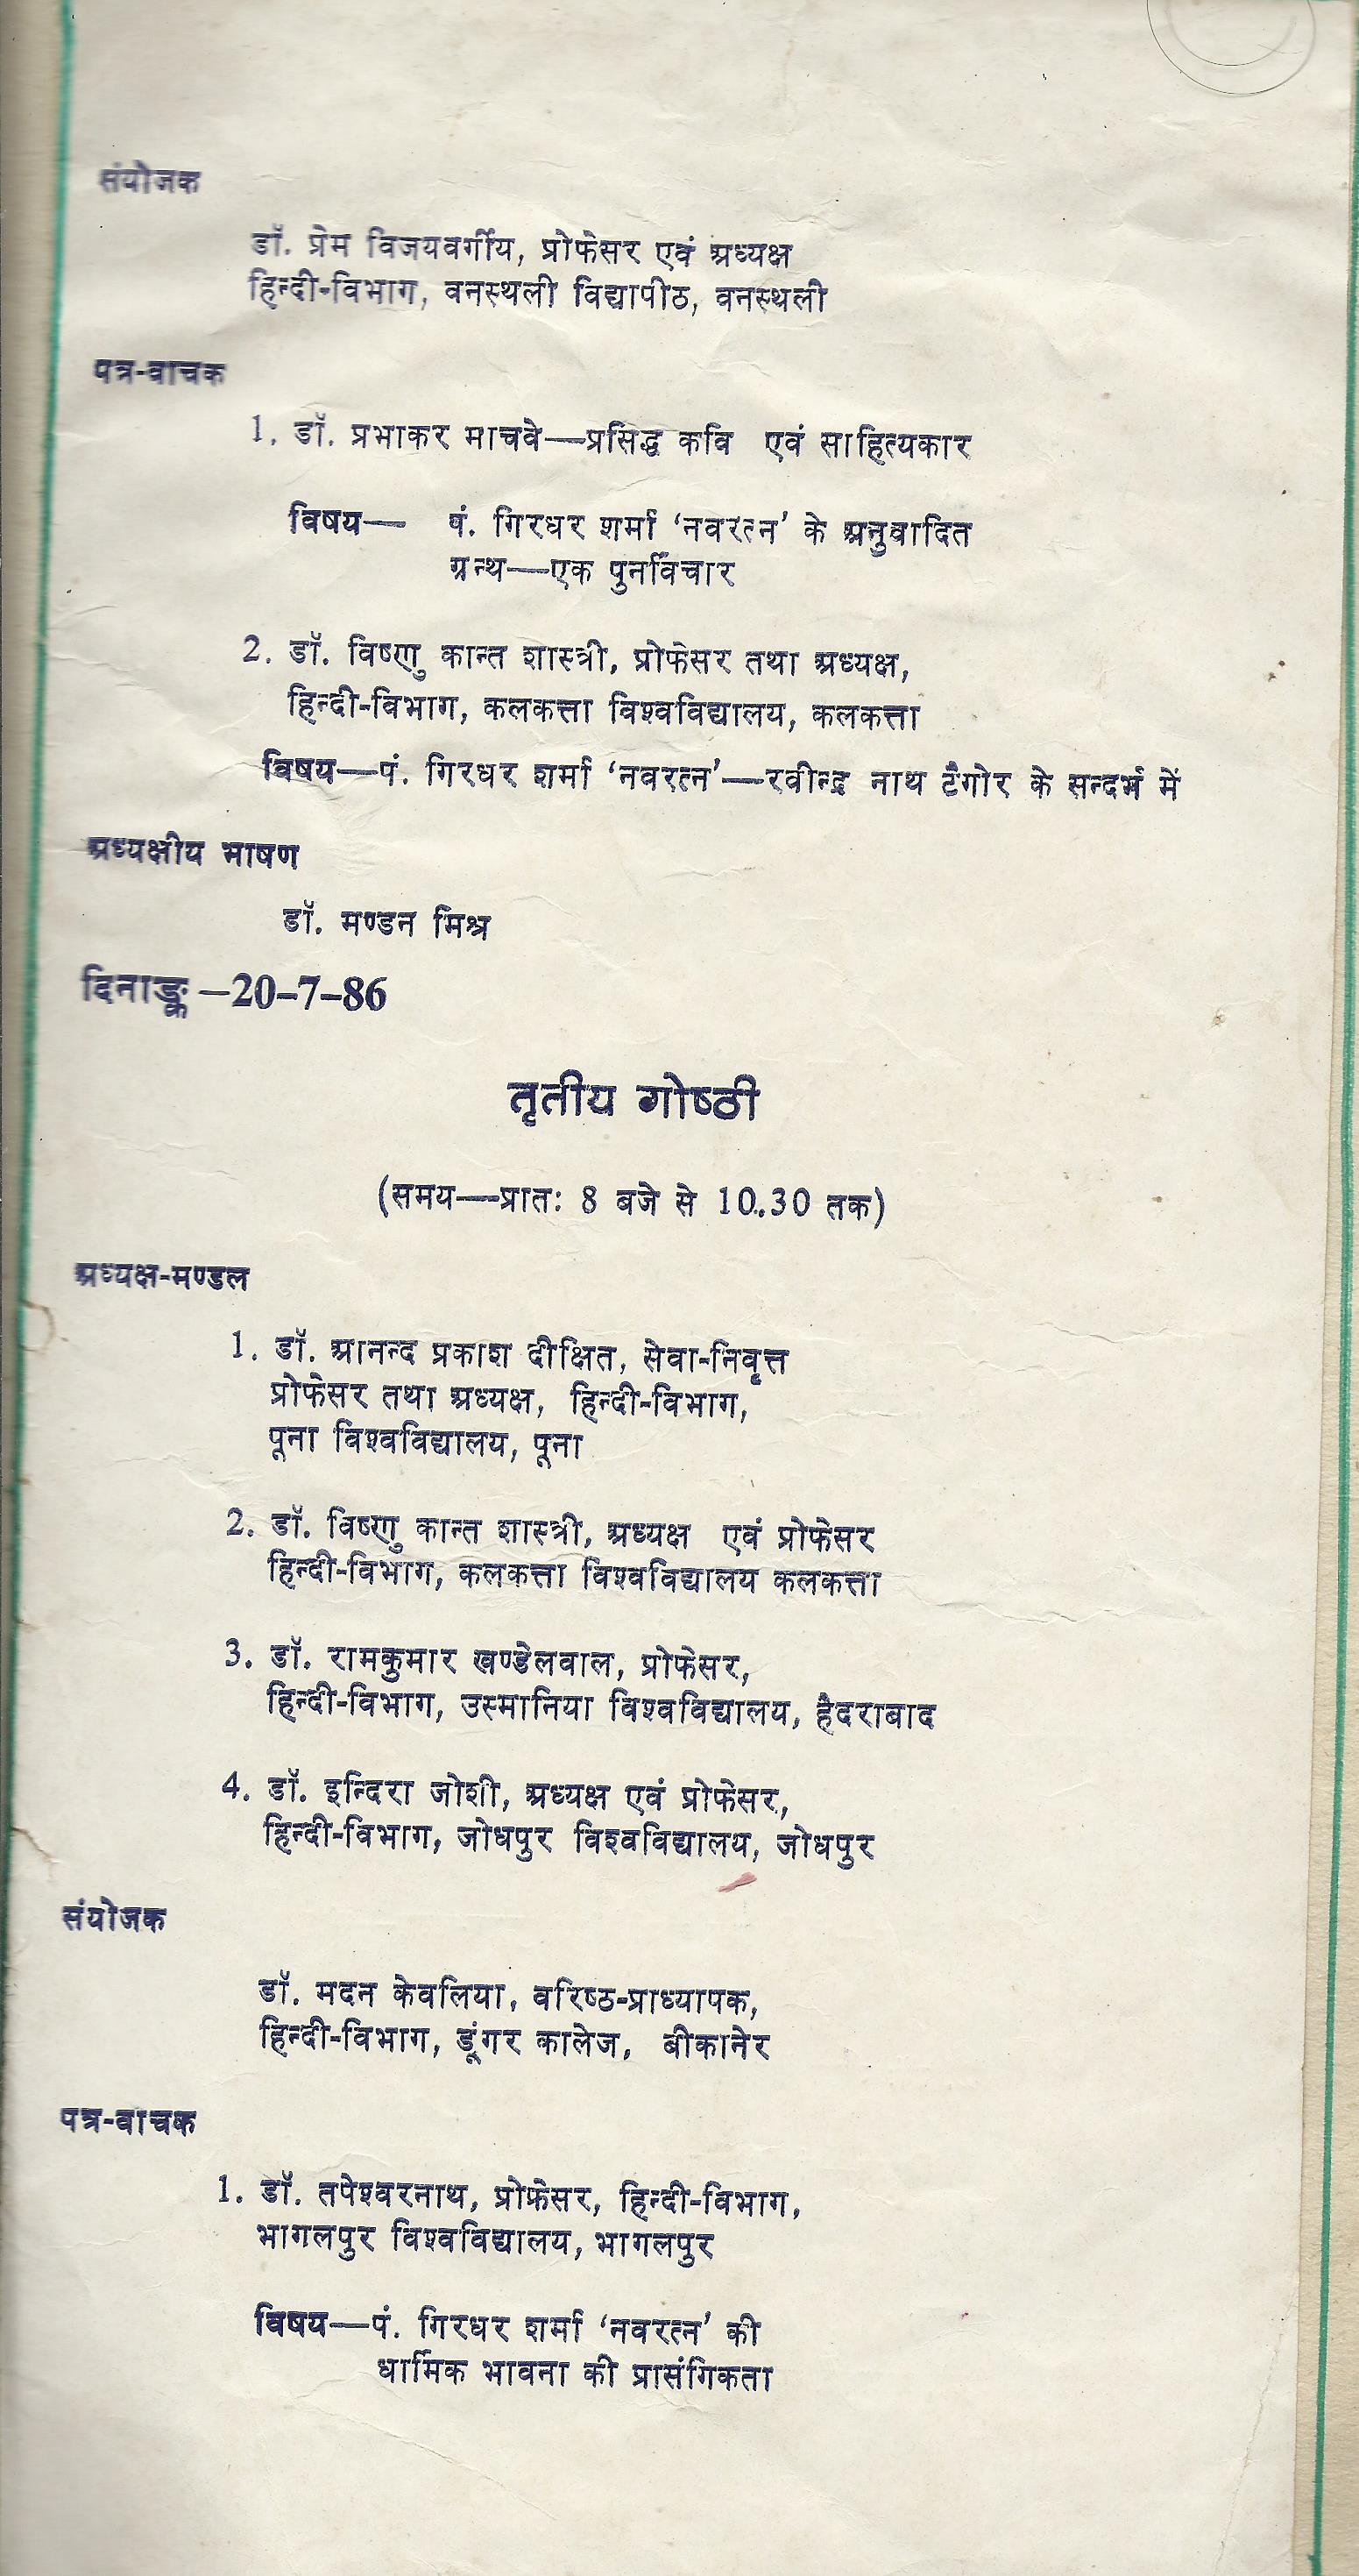 संयोजक
डॉ. प्रेम विजयवर्गीय, प्रोफेसर एवं अध्यक्ष
हिन्दी-विभाग, वनस्थली विद्यापीठ, वनस्थली
पत्र-वाचक
1. डॉ. प्रभाकर माचवे—प्रसिद्ध कवि एवं साहित्यकार
विषय— पं. गिरधर शर्मा ‘नवरत्न’ के अनुवादित
ग्रन्थ—एक पुनर्विचार
2. डॉ. विष्णु कान्त शास्त्री, प्रोफेसर तथा अध्यक्ष,
हिन्दी-विभाग, कलकत्ता विश्वविद्यालय, कलकत्ता
विषय—पं. गिरधर शर्मा ‘नवरत्न’—रवीन्द्र नाथ टैगोर के सन्दर्भ में
अध्यक्षीय भाषण
डॉ. मण्डन मिश्र
दिनाङ्क —20-7-86
तृतीय गोष्ठी
(समय—प्रातः 8 बजे से 10.30 तक)
अध्यक्ष-मण्डल
1. डॉ. आनन्द प्रकाश दीक्षित, सेवा-निवृत्त
प्रोफेसर तथा अध्यक्ष, हिन्दी-विभाग,
पूना विश्वविद्यालय, पूना
2. डॉ. विष्णु कान्त शास्त्री, अध्यक्ष एवं प्रोफेसर
हिन्दी-विभाग, कलकत्ता विश्वविद्यालय कलकत्ता
3. डॉ. रामकुमार खण्डेलवाल, प्रोफेसर,
हिन्दी-विभाग, उस्मानिया विश्वविद्यालय, हैदराबाद
4. डॉ. इन्दिरा जोशी, अध्यक्ष एवं प्रोफेसर,
हिन्दी-विभाग, जोधपुर विश्वविद्यालय, जोधपुर
संयोजक
डॉ. मदन केवलिया, वरिष्ठ-प्राध्यापक,
हिन्दी-विभाग, डूंगर कालेज, बीकानेर
पत्र-वाचक
1. डॉ. तपेश्वरनाथ, प्रोफ़ेसर, हिन्दी-विभाग,
भागलपुर विश्वविद्यालय, भागलपुर
विषय—पं. गिरधर शर्मा ‘नवरत्न’ की
धार्मिक भावना की प्रासंगिकता